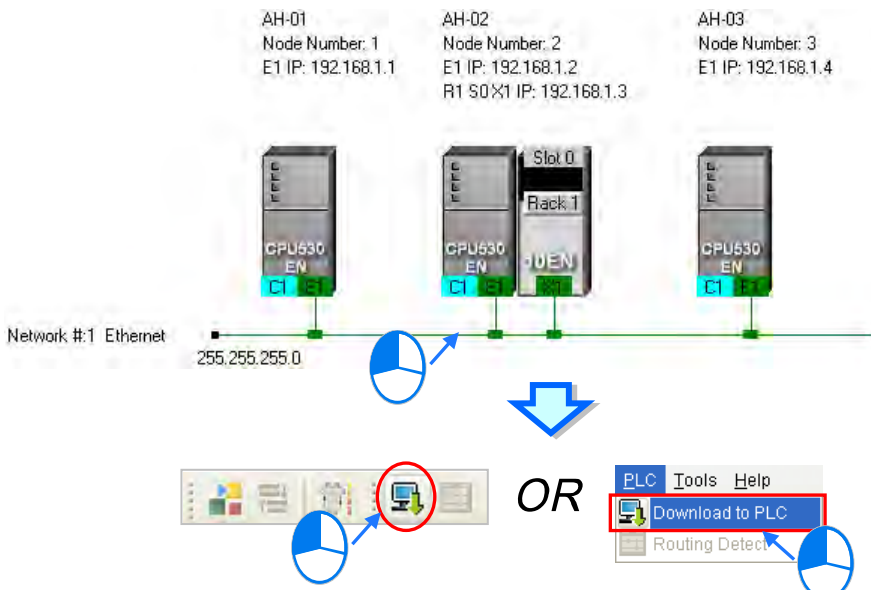 AH-01
Node Number: 1
E1 IP: 192.168.1.1
AH-02
Node Number: 2
E1 IP: 192.168.1.2
R1 S0 X1 IP: 192.168.1.3
AH-03
Node Number: 3
E1 IP: 192.168.1.4
CPU530
EN
C1 E1
Slot 0
Rack 1
CPU530
EN
C1 E1
10EN
X1
CPU530
EN
C1 E1
Network #:1 Ethernet
255.255.255.0
OR
PLC Tools Help
Download to PLC
Routing Detect